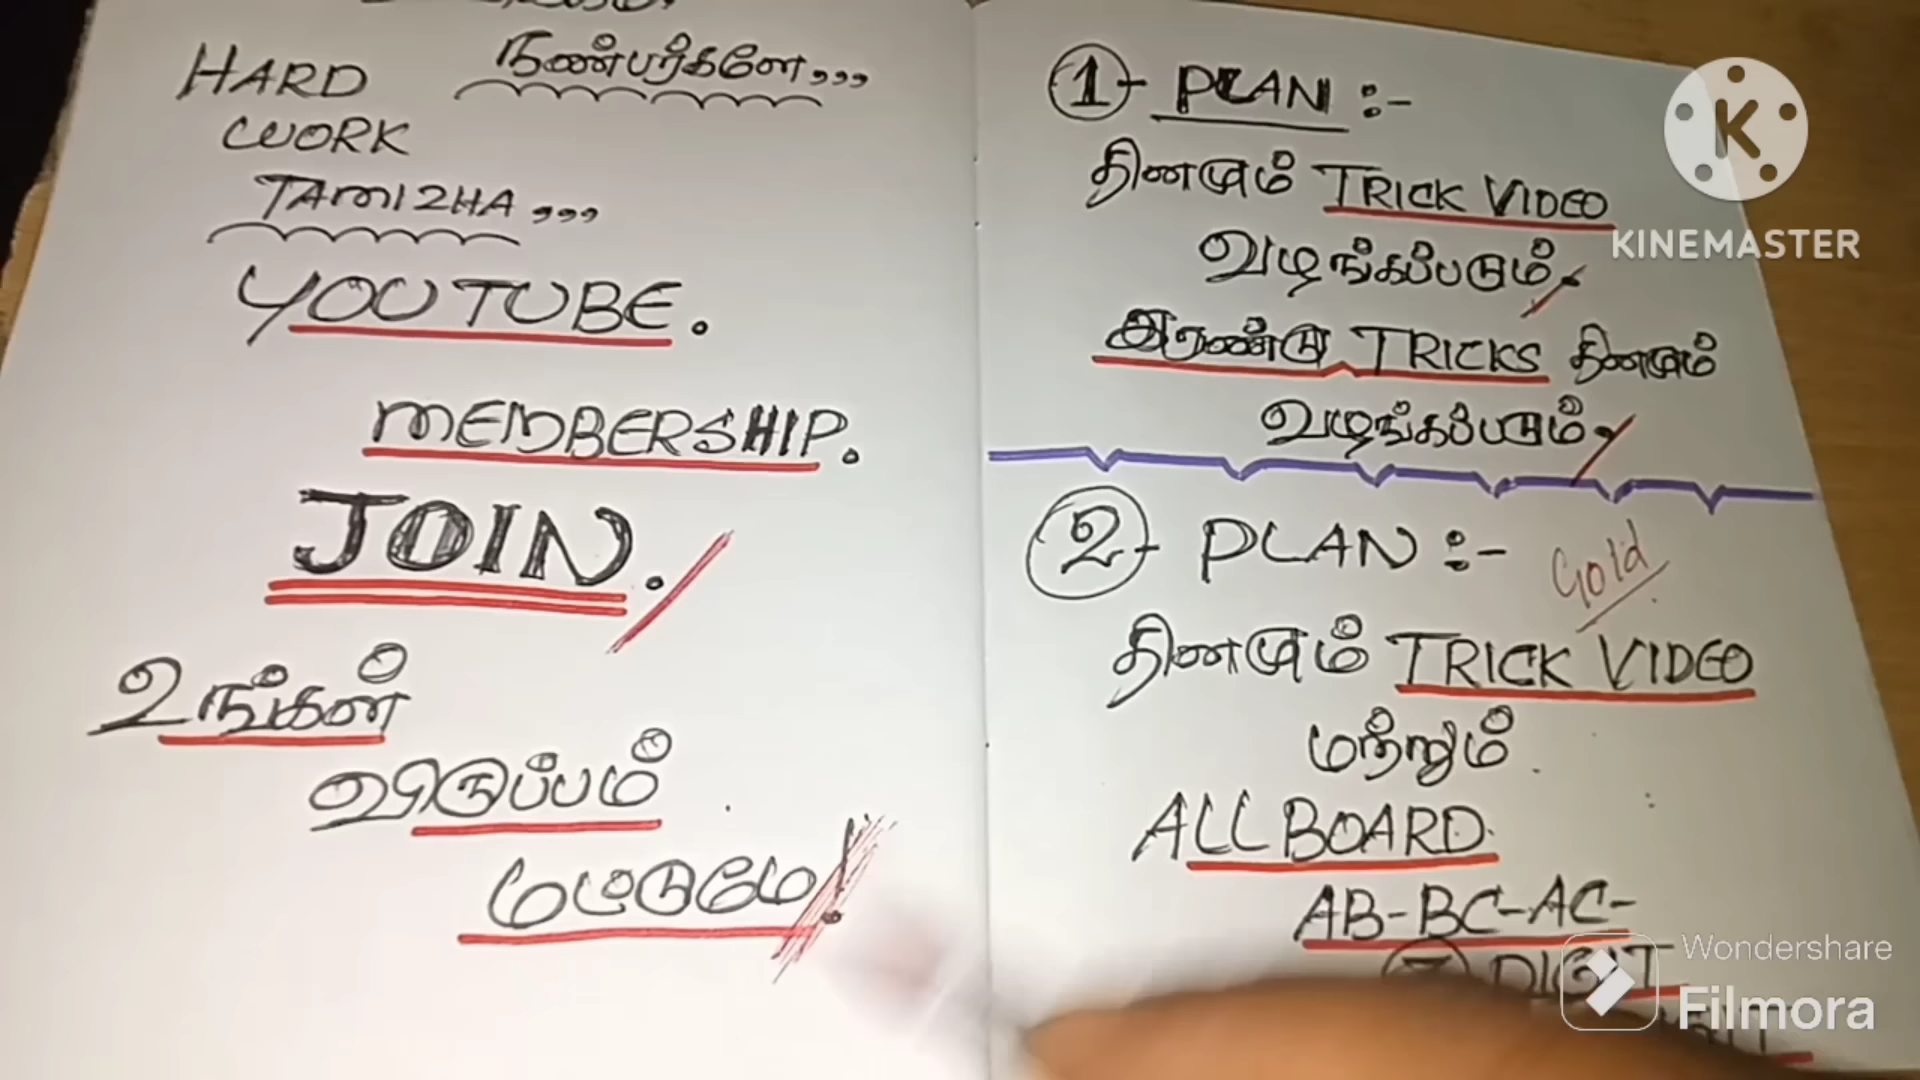 நண்பர்களே,,,
HARD
WORK
TAMIZHA,,,
YOUTUBE.
MEMBERSHIP.
JOIN.
உங்கள்
விருப்பம்
மட்டுமே!
1- PLAN :-
தினமும் TRICK VIDEO
வழங்கப்படும்.
இரண்டு TRICKS தினமும்
வழங்கப்படும்.
2- PLAN :- Gold
தினமும் TRICK VIDEO
மற்றும்
ALL BOARD
AB-BC-AC-
3 DIGIT
KINEMASTER
Wondershare
Filmora